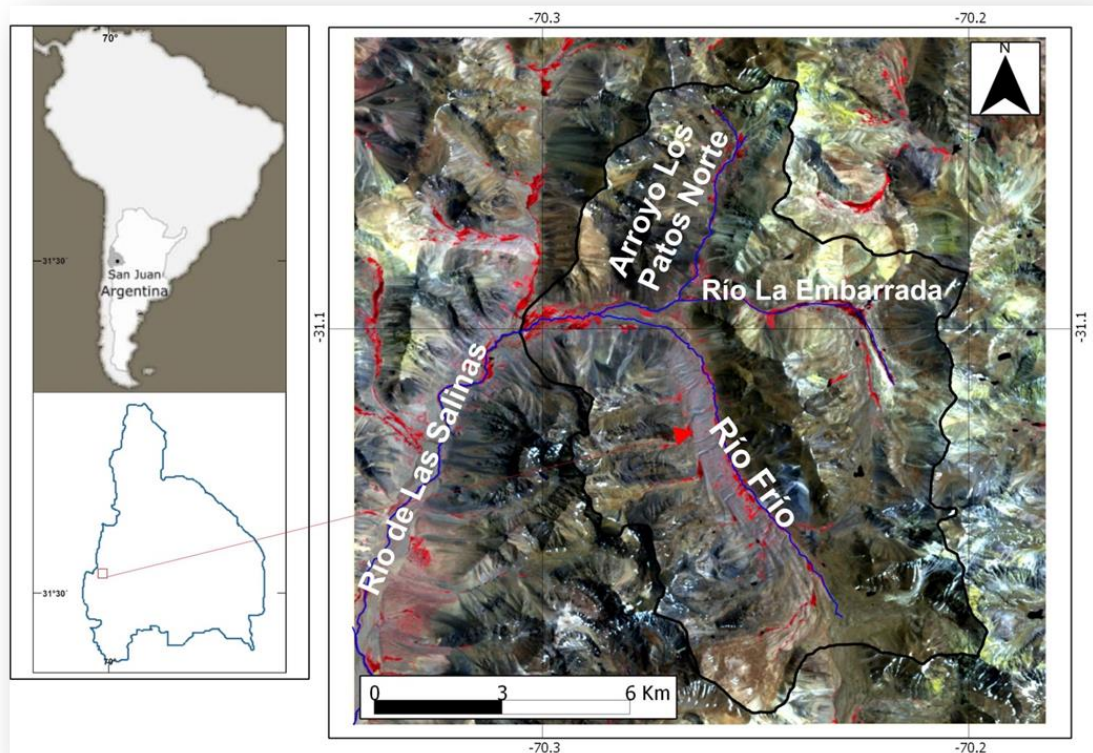 70°
31°30'
San Juan
Argentina
31°30'
70°
-70.3
-70.2
N
Arroyo Los
Patos Norte
Río La Embarrada
-31.1
-31.1
Río de Las Salinas
Río Frío
0
3
6 Km
-70.3
-70.2